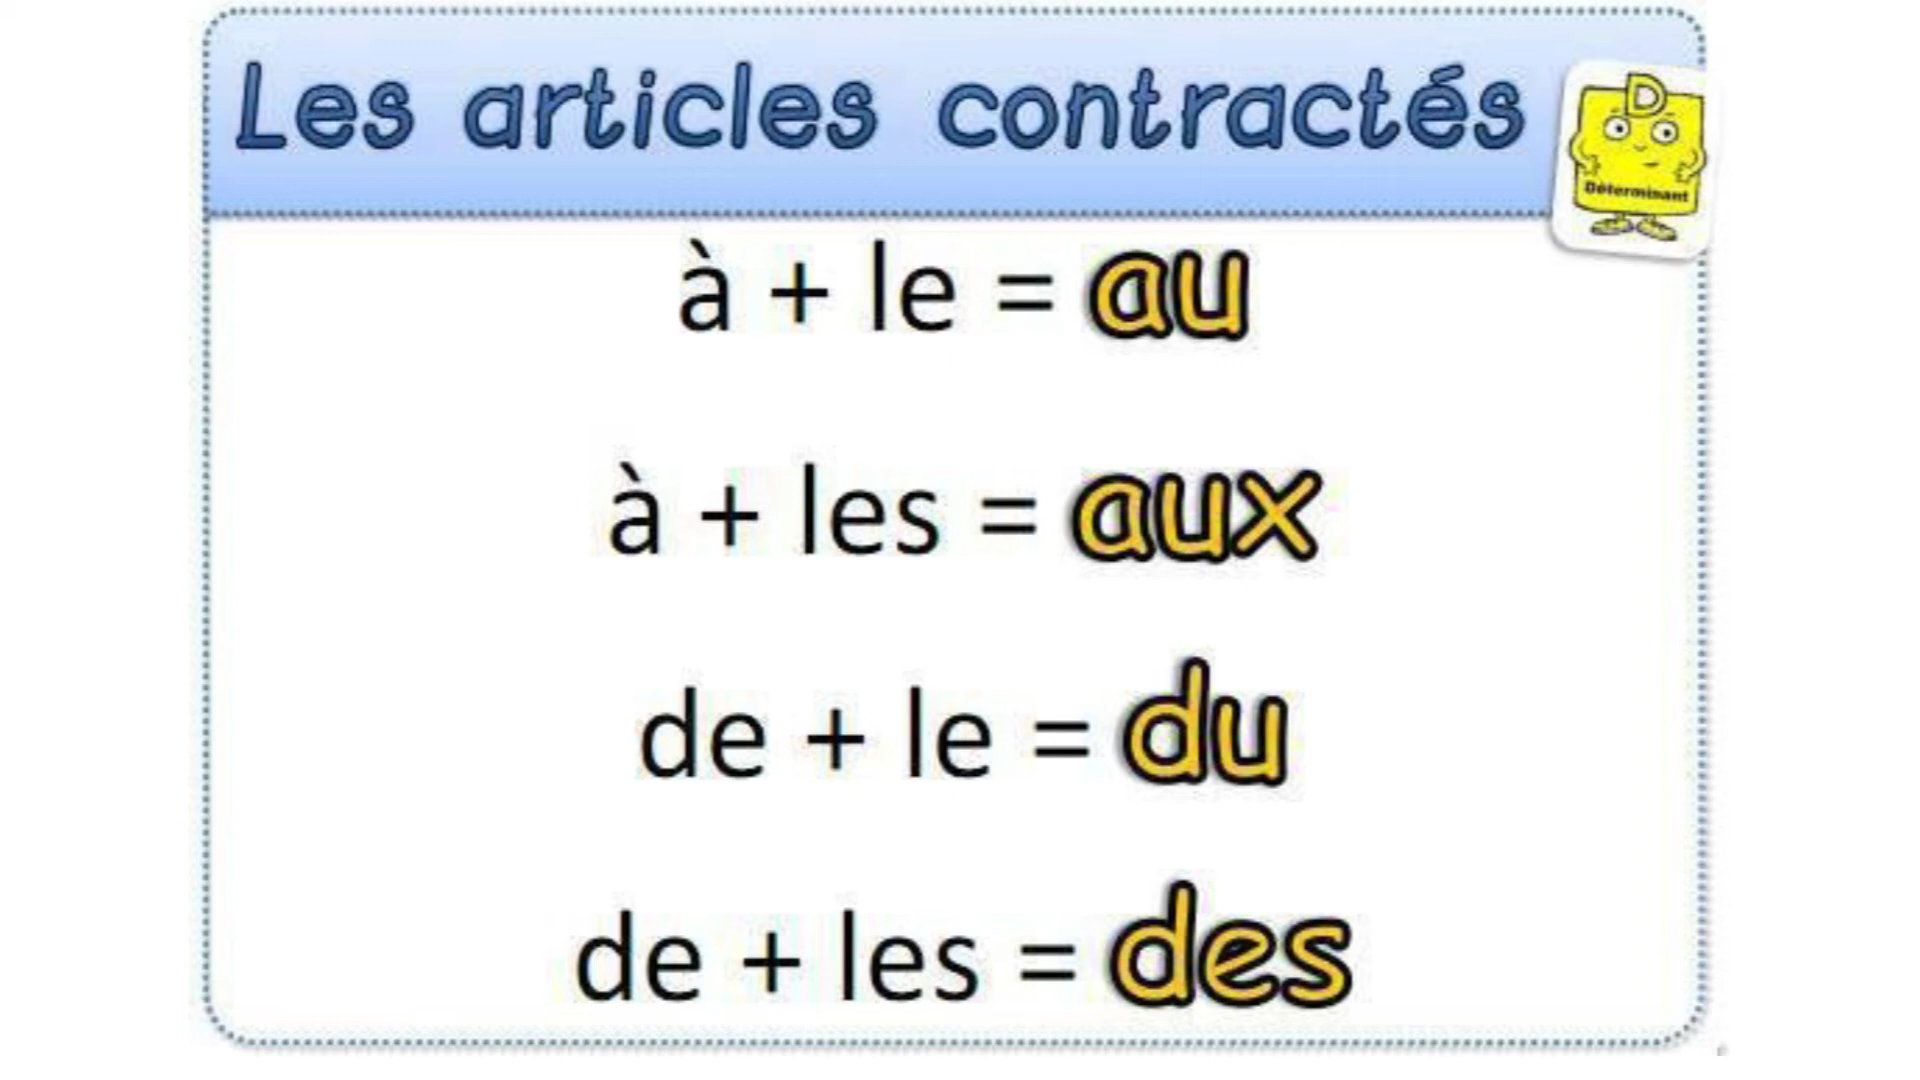 Les articles contractés
D
Déterminant
à + le = au
à + les = aux
de + le = du
de + les = des